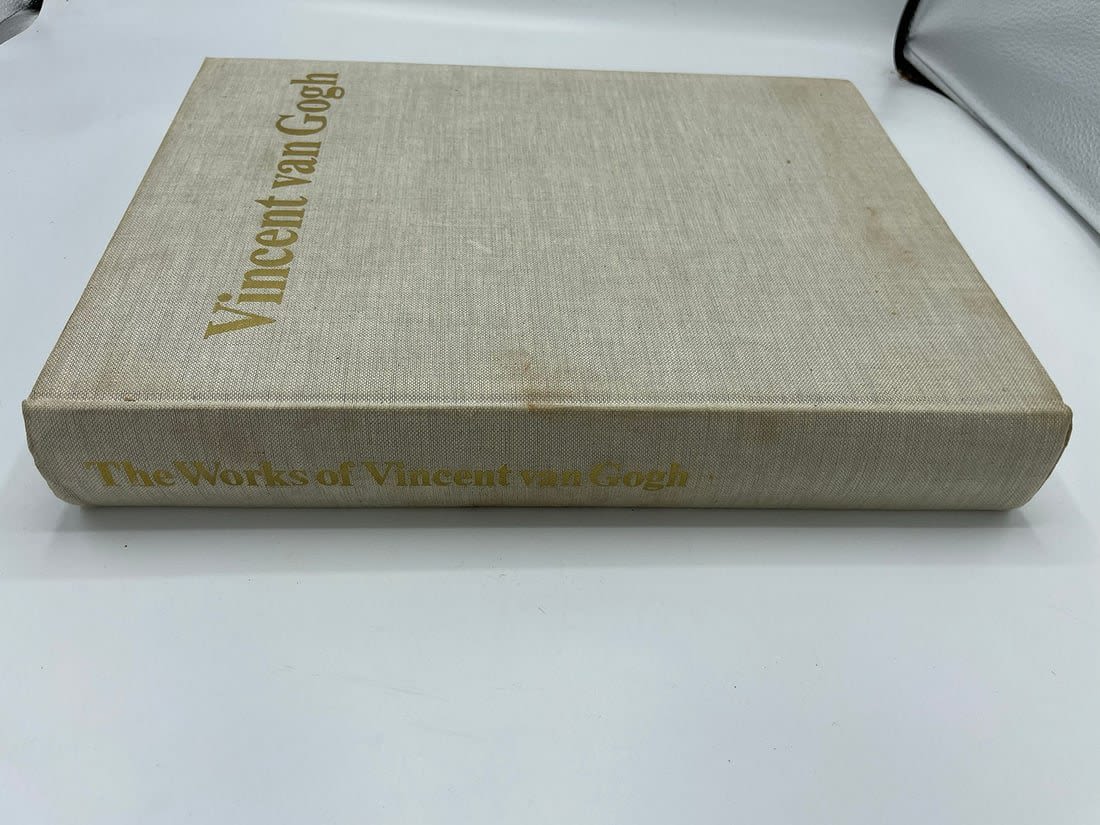 Vincent van Gogh
The Works of Vincent van Gogh